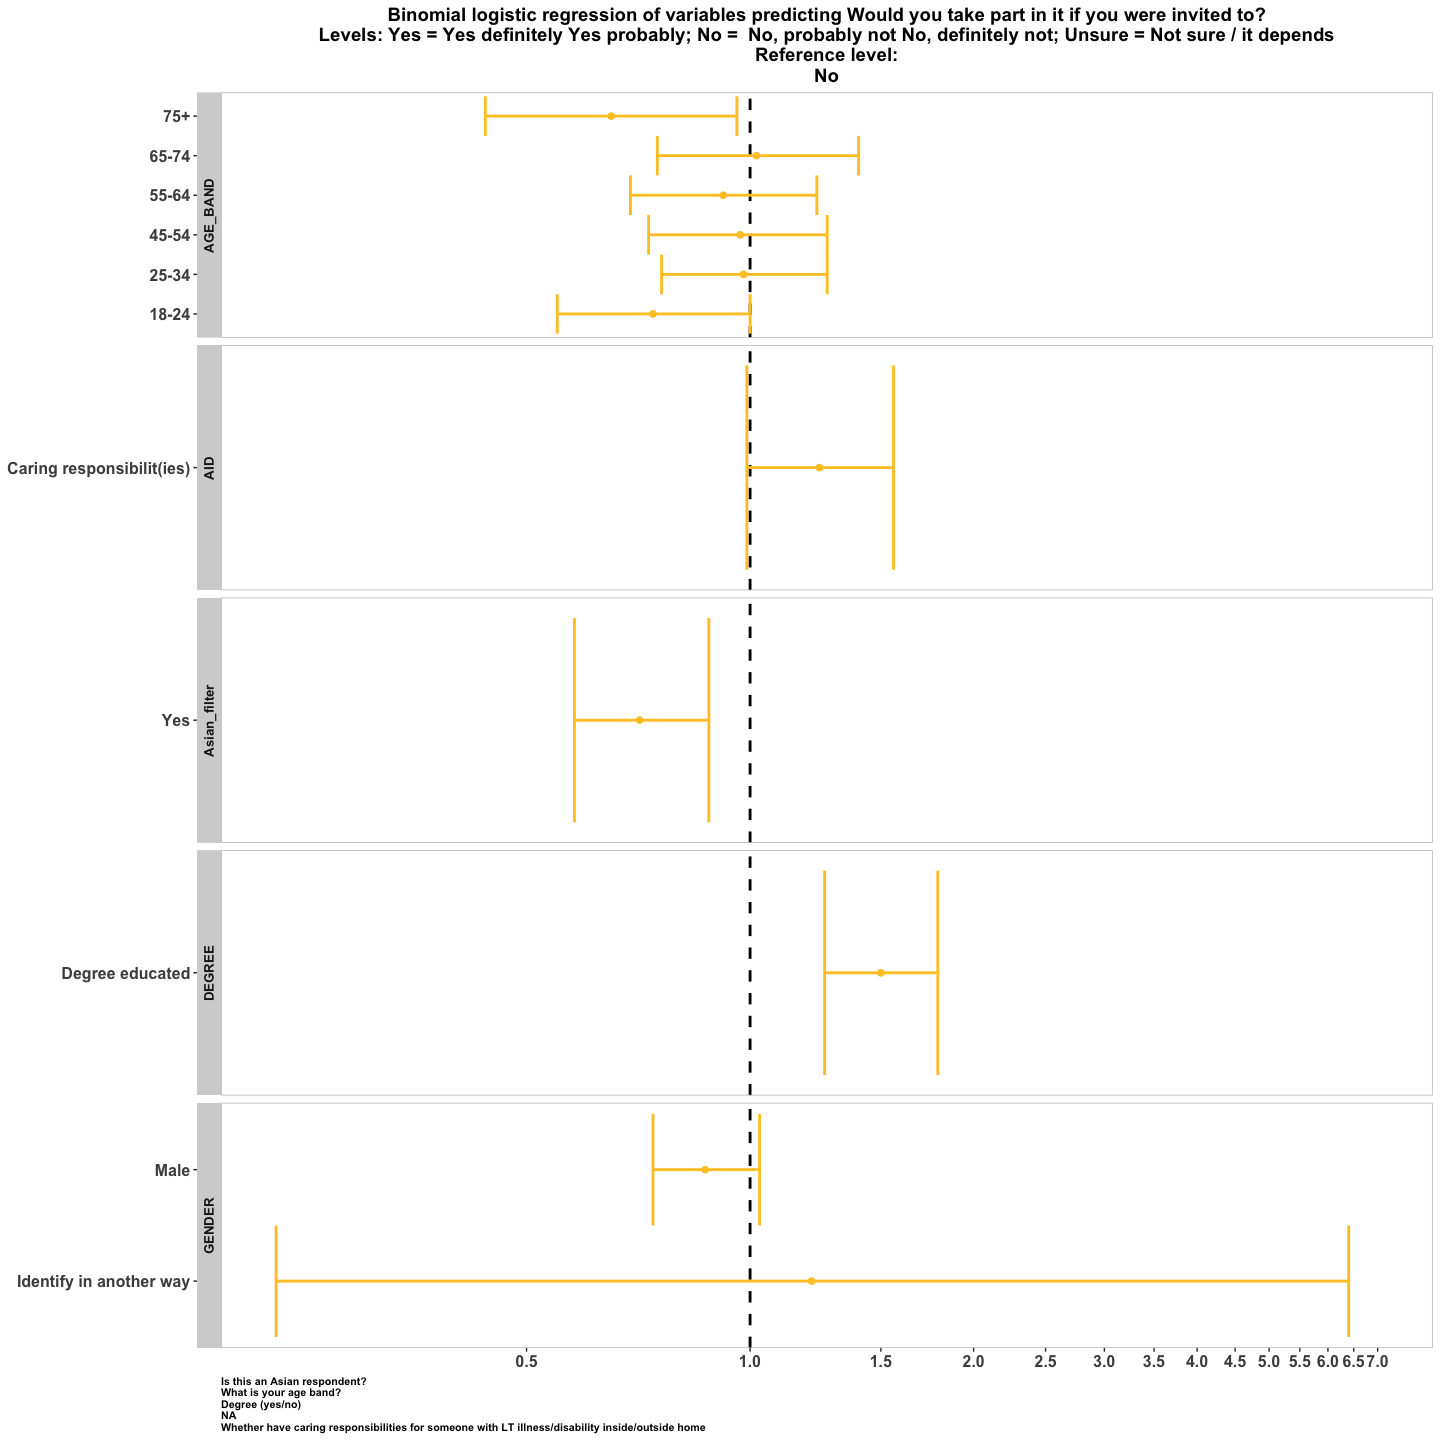 Binomial logistic regression of variables predicting Would you take part in it if you were invited to?
Levels: Yes = Yes definitely Yes probably; No =  No, probably not No, definitely not; Unsure = Not sure / it depends
Reference level:
No
AGE_BAND
75+
65-74
55-64
45-54
25-34
18-24
AID
Caring responsibilit(ies)
Asian_filter
Yes
DEGREE
Degree educated
GENDER
Male
Identify in another way
0.5 1.0 1.5 2.0 2.5 3.0 3.5 4.0 4.5 5.0 5.5 6.0 6.5 7.0
Is this an Asian respondent?
What is your age band?
Degree (yes/no)
NA
Whether have caring responsibilities for someone with LT illness/disability inside/outside home